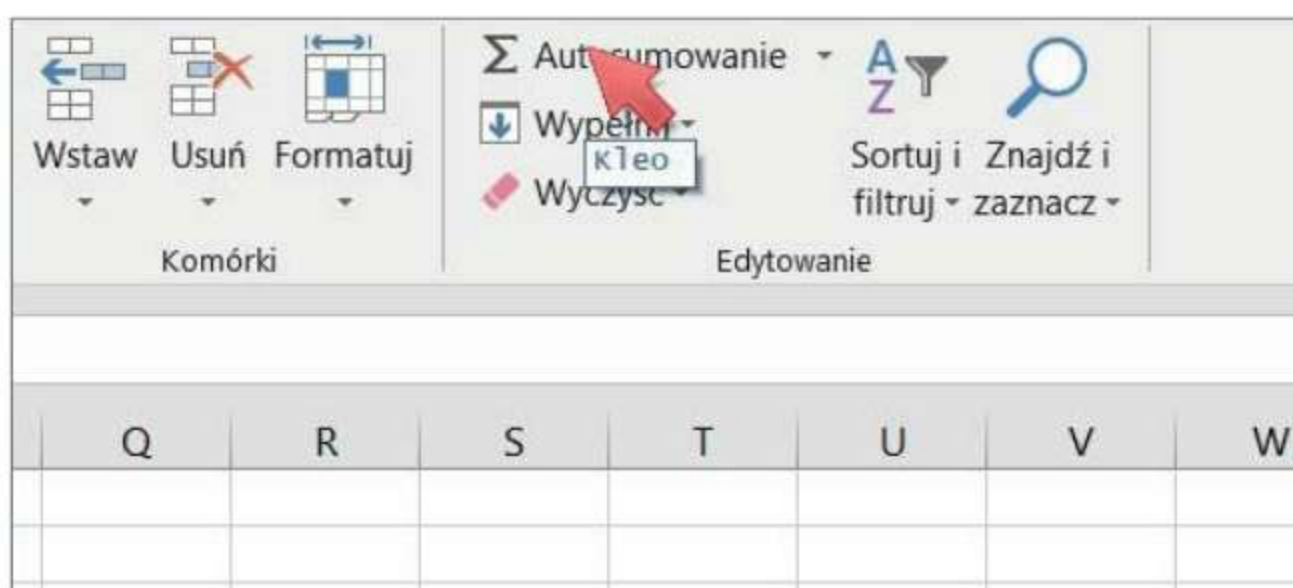 Σ Autosumowanie
Wypełnij
Kleo
Wyczyść
Wstaw Usuń Formatuj
Sortuj i filtruj
Znajdź i zaznacz
Komórki
Edytowanie
Q R S T U V W